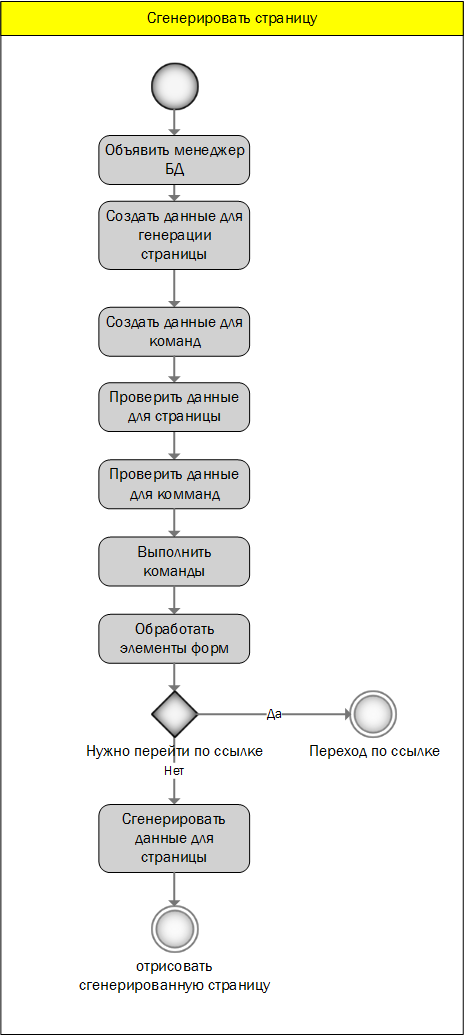 Сгенерировать страницу
Объявить менеджер
БД
Создать данные для
генерации
страницы
Создать данные для
команд
Проверить данные
для страницы
Проверить данные
для комманд
Выполнить
команды
Обработать
элементы форм
Да
Нужно перейти по ссылке
Переход по ссылке
Нет
Сгенерировать
данные для
страницы
отрисовать
сгенерированную страницу